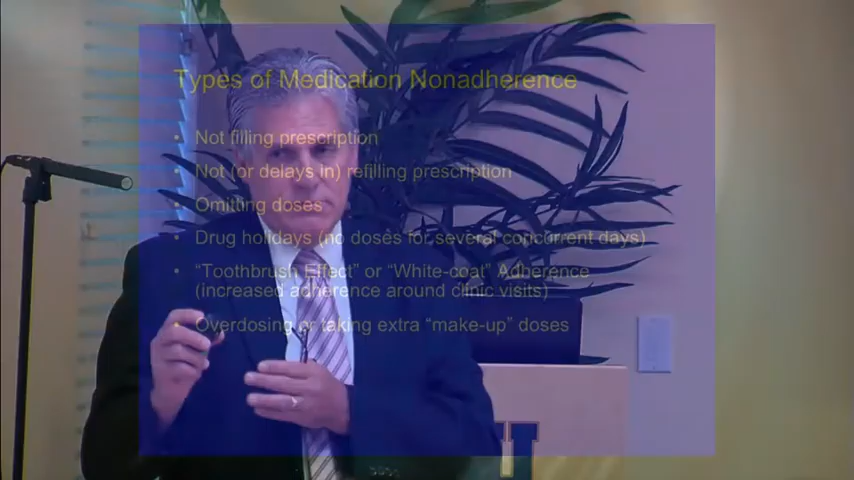 Types of Medication Nonadherence
• Not filling prescription
• Not (or delays in) refilling prescription
• Omitting doses
• Drug holidays (no doses for several concurrent days)
• “Toothbrush Effect” or “White-coat” Adherence
(increased adherence around clinic visits)
Overdosing or taking extra “make-up” doses